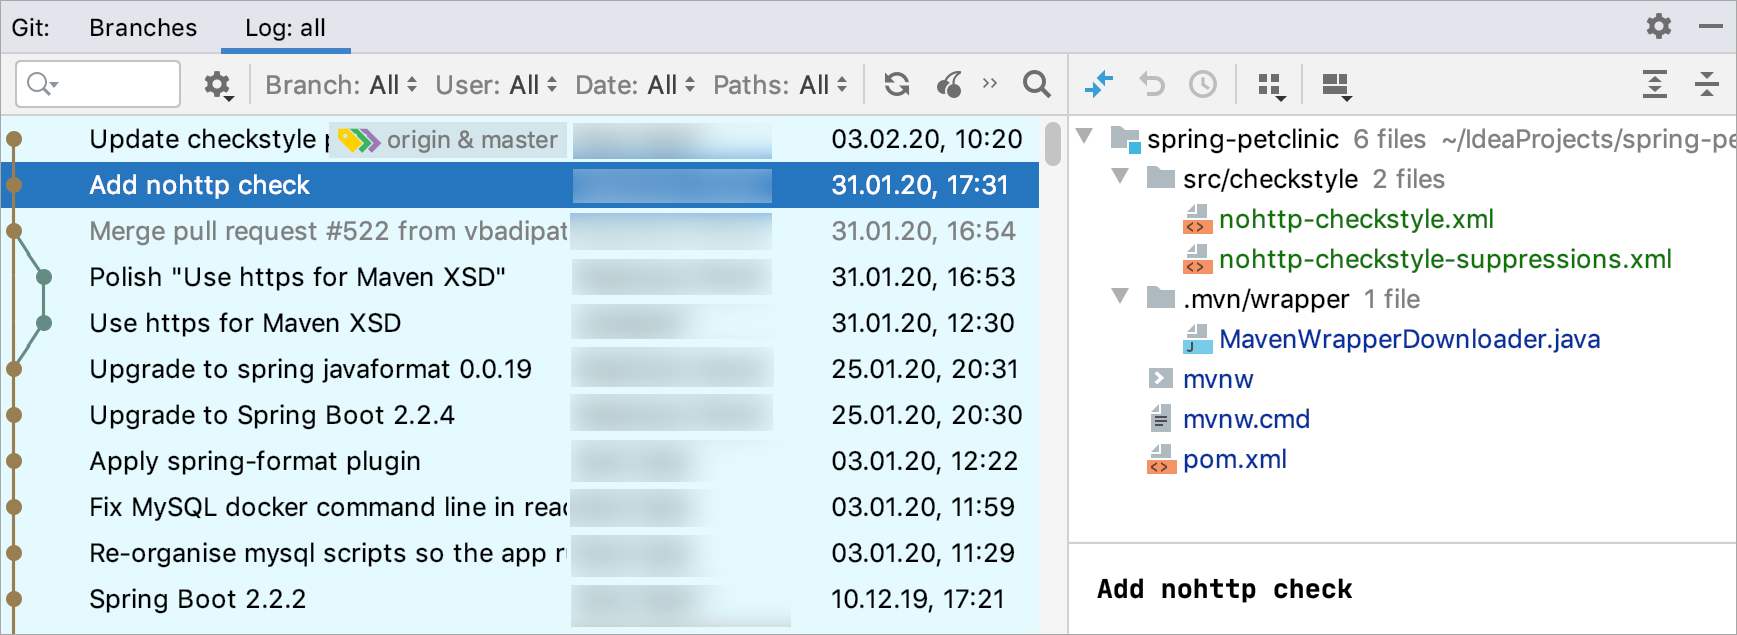 Git: Branches Log: all
Branch: All User: All Date: All Paths: All
Update checkstyle origin & master 03.02.20, 10:20
Add nohttp check 31.01.20, 17:31
Merge pull request #522 from vbadipat 31.01.20, 16:54
Polish "Use https for Maven XSD" 31.01.20, 16:53
Use https for Maven XSD 31.01.20, 12:30
Upgrade to spring javaformat 0.0.19 25.01.20, 20:31
Upgrade to Spring Boot 2.2.4 25.01.20, 20:30
Apply spring-format plugin 03.01.20, 12:22
Fix MySQL docker command line in read 03.01.20, 11:59
Re-organise mysql scripts so the app 03.01.20, 11:29
Spring Boot 2.2.2 10.12.19, 17:21
spring-petclinic 6 files ~/IdeaProjects/spring-pe
src/checkstyle 2 files
nohttp-checkstyle.xml
nohttp-checkstyle-suppressions.xml
.mvn/wrapper 1 file
MavenWrapperDownloader.java
mvnw
mvnw.cmd
pom.xml
Add nohttp check